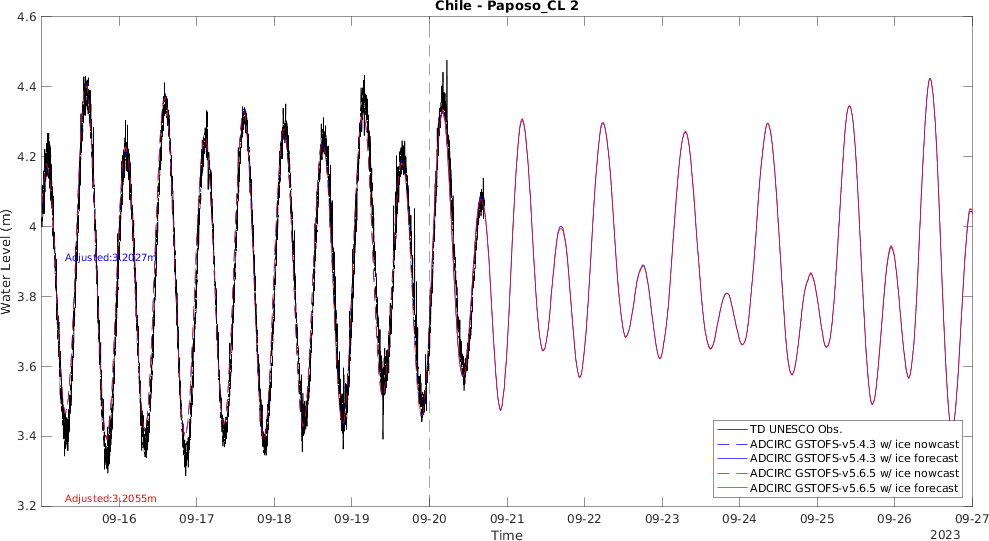 Chile - Paposo_CL 2
4.6
4.4
4.2
4
3.8
3.6
3.4
3.2
Water Level (m)
Adjusted:3.2027m
Adjusted:3.2055m
TD UNESCO Obs.
ADCIRC GSTOFS-v5.4.3 w/ ice nowcast
ADCIRC GSTOFS-v5.4.3 w/ ice forecast
ADCIRC GSTOFS-v5.6.5 w/ ice nowcast
ADCIRC GSTOFS-v5.6.5 w/ ice forecast
09-16 09-17 09-18 09-19 09-20 09-21 09-22 09-23 09-24 09-25 09-26 09-27
Time
2023